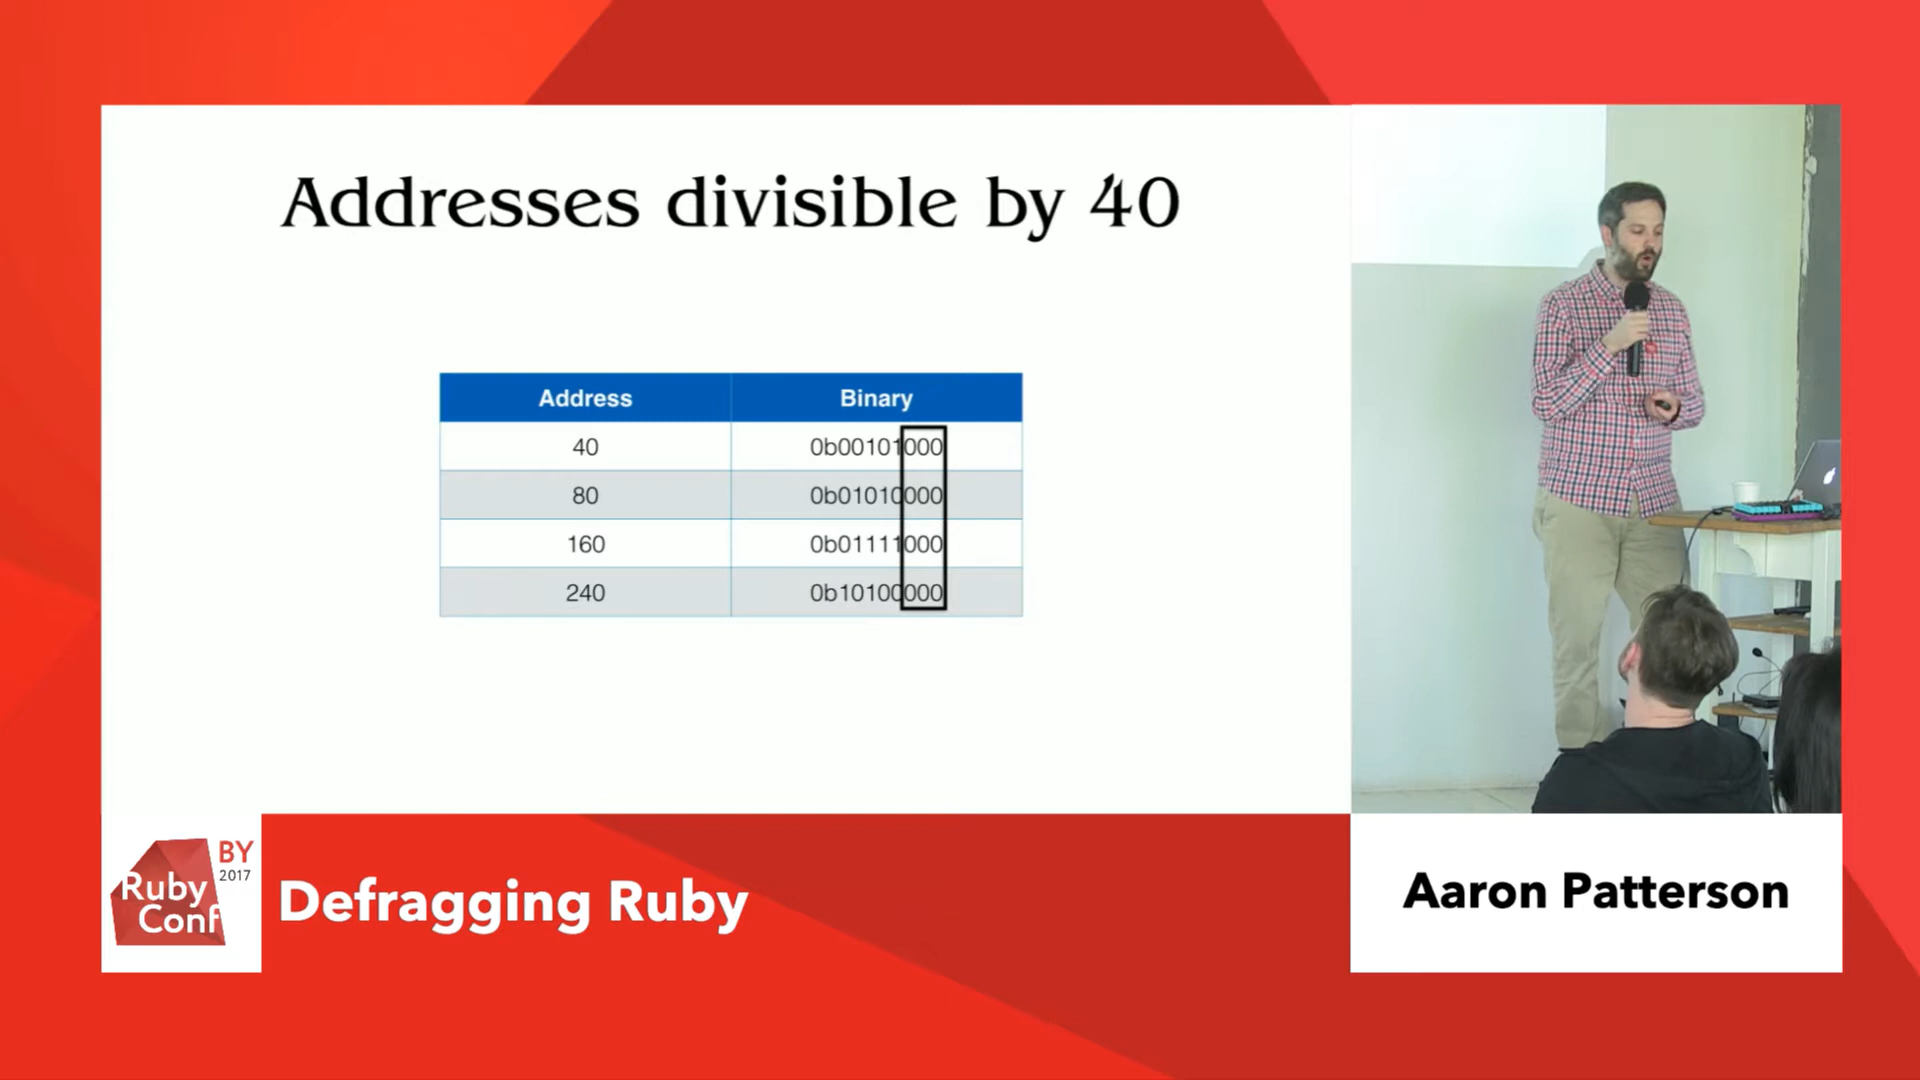 Addresses divisible by 40
Address Binary
40 0b00101000
80 0b01010000
160 0b01111000
240 0b10100000
BY
2017
Ruby
Conf
Defragging Ruby
Aaron Patterson